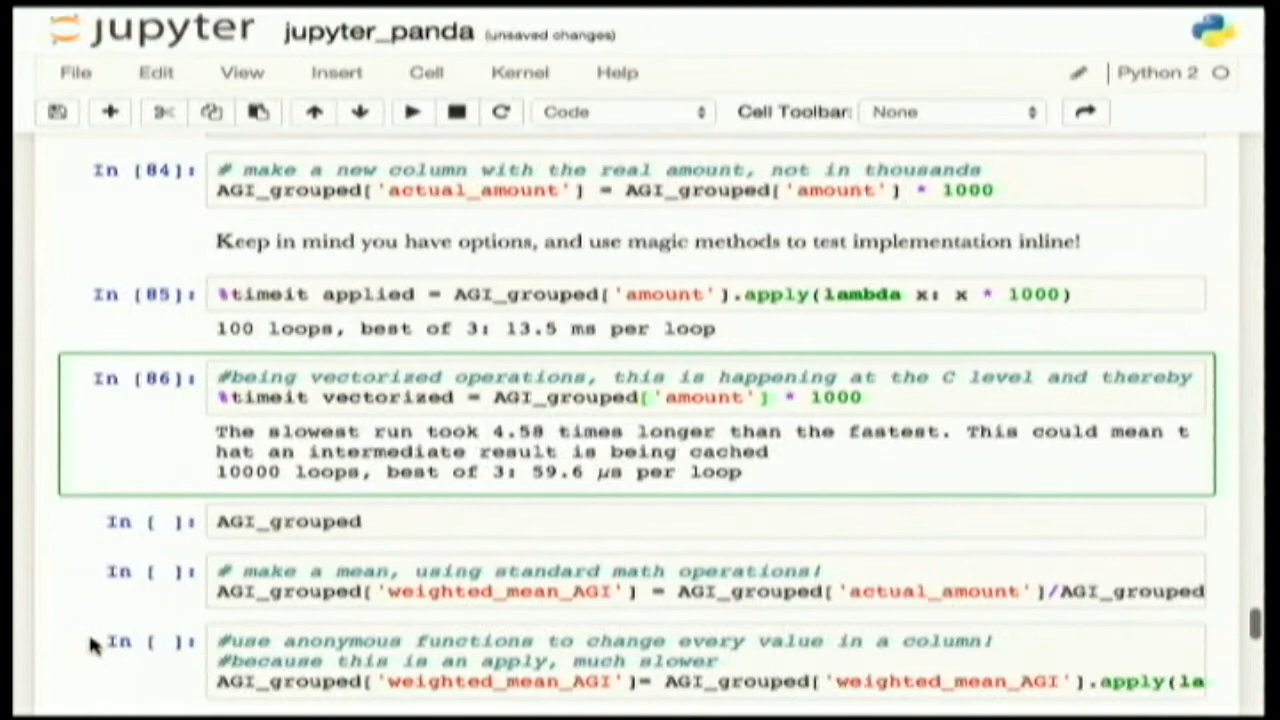 jupyter jupyter_panda (unsaved changes)
File Edit View Insert Cell Kernel Help Python 2
Code Cell Toolbar: None
In [84]: # make a new column with the real amount, not in thousands
AGI_grouped['actual_amount'] = AGI_grouped['amount'] * 1000
Keep in mind you have options, and use magic methods to test implementation inline!
In [85]: %timeit applied = AGI_grouped['amount'].apply(lambda x: x * 1000)
100 loops, best of 3: 13.5 ms per loop
In [86]: #being vectorized operations, this is happening at the C level and thereby
%timeit vectorized = AGI_grouped['amount'] * 1000
The slowest run took 4.58 times longer than the fastest. This could mean t
hat an intermediate result is being cached
10000 loops, best of 3: 59.6 µs per loop
In [ ]: AGI_grouped
In [ ]: # make a mean, using standard math operations!
AGI_grouped['weighted_mean_AGI'] = AGI_grouped['actual_amount']/AGI_grouped
In [ ]: #use anonymous functions to change every value in a column!
#because this is an apply, much slower
AGI_grouped['weighted_mean_AGI']= AGI_grouped['weighted_mean_AGI'].apply(la